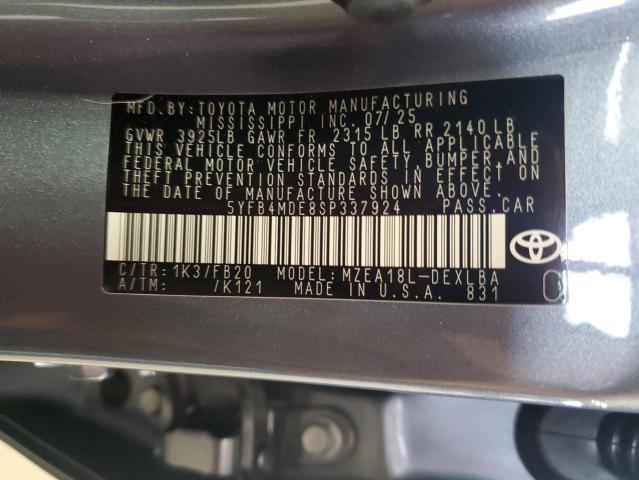 MFD. BY: TOYOTA MOTOR MANUFACTURING
MISSISSIPPI INC. 07/25
GVWR 3925LB GAWR FR 2315 LB RR 2140 LB
THIS VEHICLE CONFORMS TO ALL APPLICABLE
FEDERAL MOTOR VEHICLE SAFETY, BUMPER, AND
THEFT PREVENTION STANDARDS IN EFFECT ON
THE DATE OF MANUFACTURE SHOWN ABOVE.
5YFB4MDE8SP337924 PASS.CAR
C/TR: 1K3/FB20 MODEL: MZEA18L-DEXLBA
A/TM: /K121 MADE IN U.S.A. 831